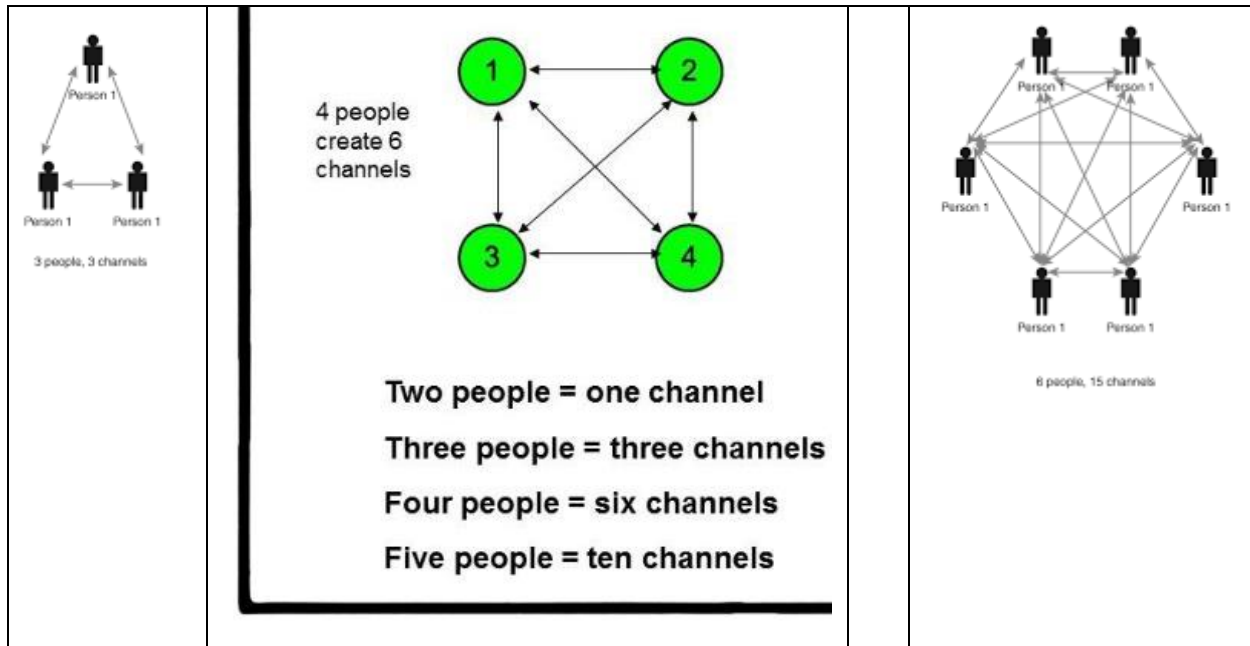 Person 1
Person 1 Person 1
3 people, 3 channels
4 people
create 6
channels
1 2
3 4
Two people = one channel
Three people = three channels
Four people = six channels
Five people = ten channels
Person 1 Person 1
Person 1 Person 1
Person 1 Person 1
6 people, 15 channels